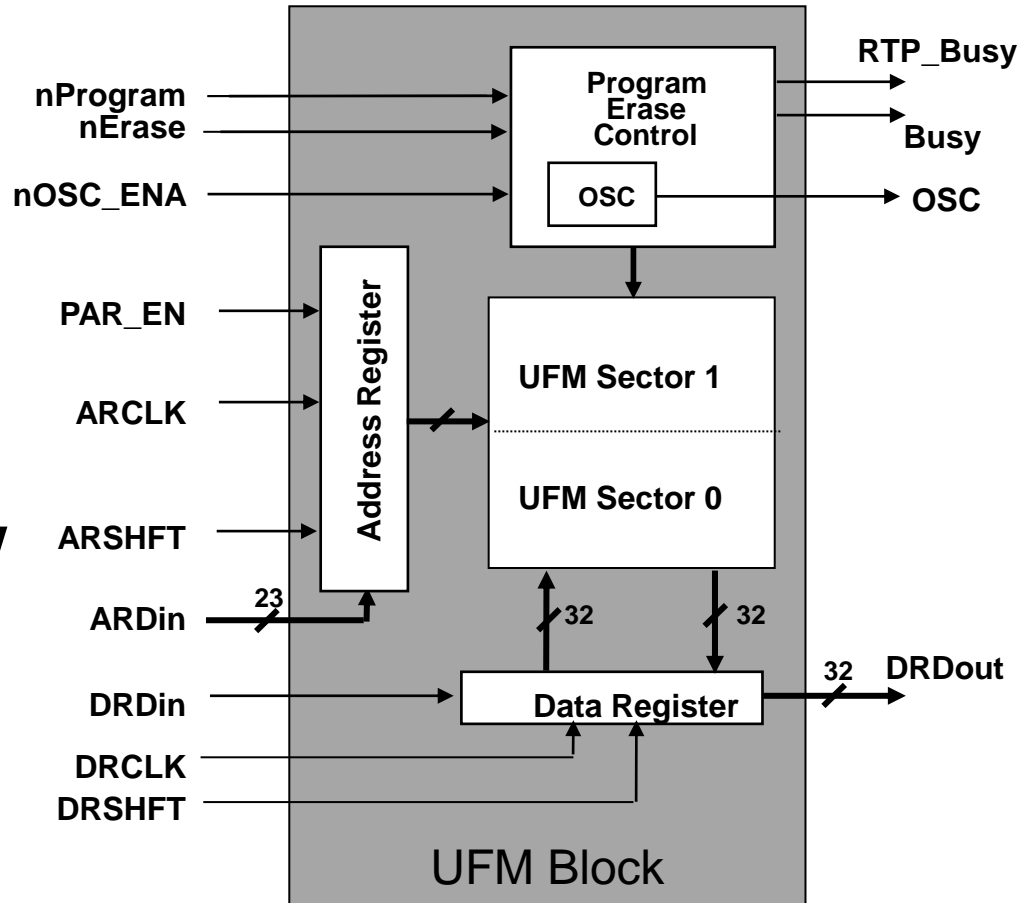 RTP_Busy
nProgram
nErase
Program
Erase
Control
Busy
nOSC_ENA
OSC
OSC
PAR_EN
ARCLK
ARSHFT
Address Register
UFM Sector 1
UFM Sector 0
ARDin
23
32
32
DRDin
Data Register
32
DRDout
DRCLK
DRSHFT
UFM Block